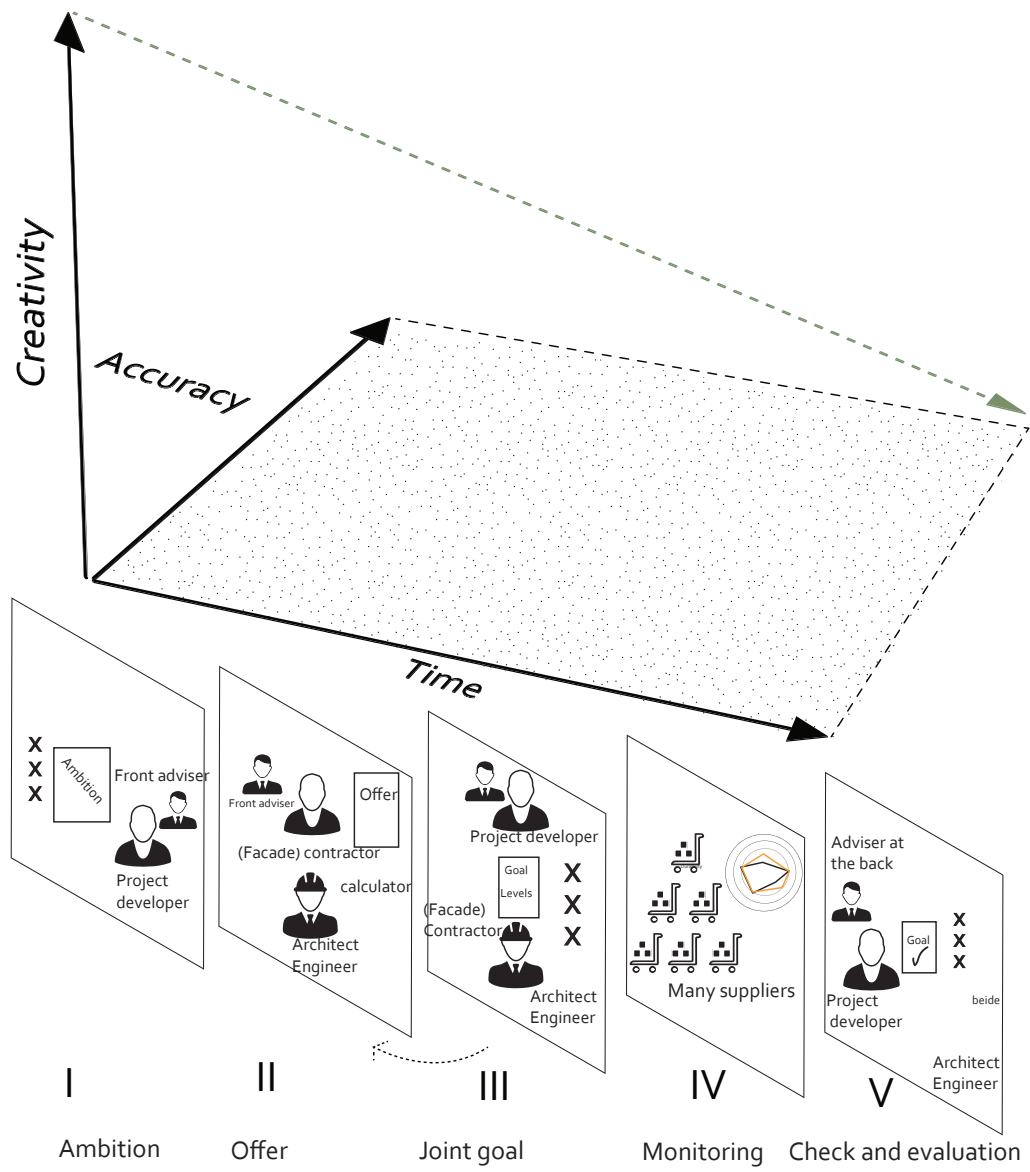 Creativity
Accuracy
Time
X
X
X
Ambition
Front adviser
Project
developer
Front adviser
Offer
(Facade) contractor
calculator
Architect
Engineer
Project developer
Goal
Levels
X
X
X
(Facade)
Contractor
Architect
Engineer
Many suppliers
Adviser at
the back
Goal
X
X
X
Project
developer
beide
Architect
Engineer
I
II
III
IV
V
Ambition
Offer
Joint goal
Monitoring
Check and evaluation